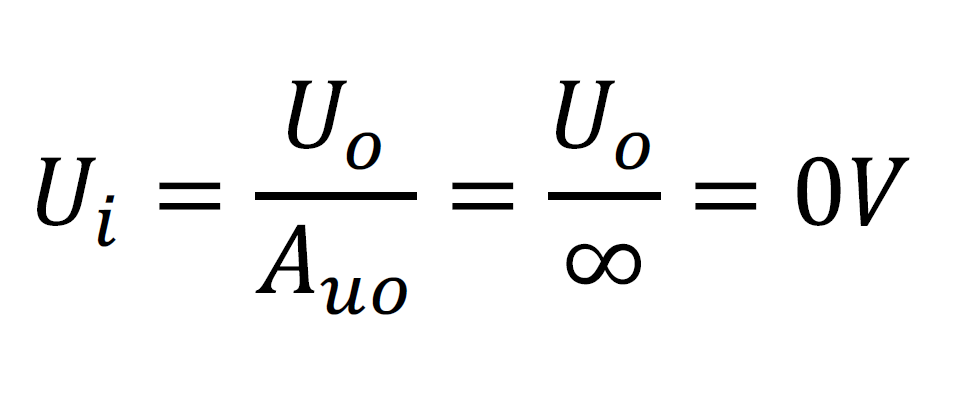 U_i = U_o / A_uo = U_o / ∞ = 0V